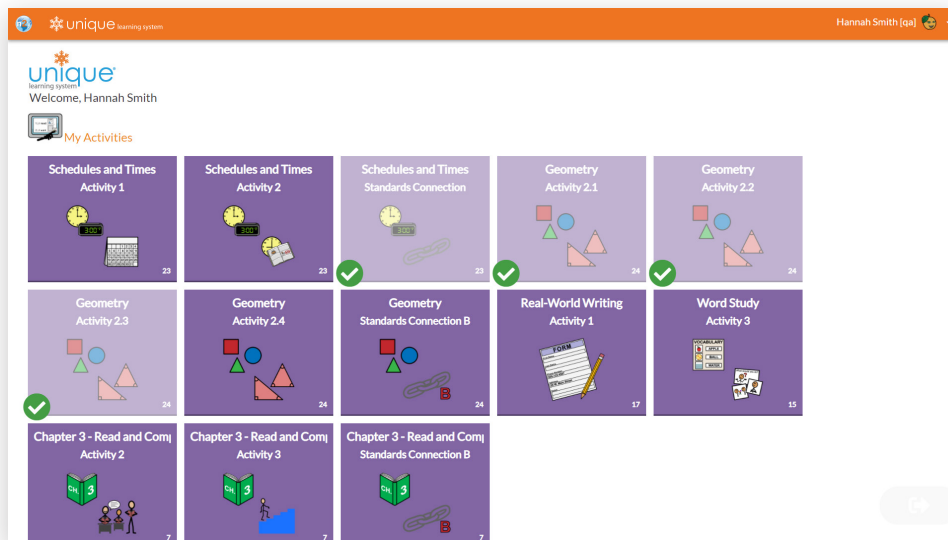 unique learning system
Hannah Smith [qa]
unique
learning system
Welcome, Hannah Smith
My Activities
Schedules and Times
Activity 1
3:00
23
Schedules and Times
Activity 2
3:00
23
Schedules and Times
Standards Connection
3:00
23
Geometry
Activity 2.1
24
Geometry
Activity 2.2
24
Geometry
Activity 2.3
24
Geometry
Activity 2.4
24
Geometry
Standards Connection B
B
24
Real-World Writing
Activity 1
FORM
17
Word Study
Activity 3
VOCABULARY
APPLE
BALL
WATER
15
Chapter 3 - Read and Comp
Activity 2
CH. 3
7
Chapter 3 - Read and Comp
Activity 3
CH. 3
7
Chapter 3 - Read and Comp
Standards Connection B
CH. 3
B
7